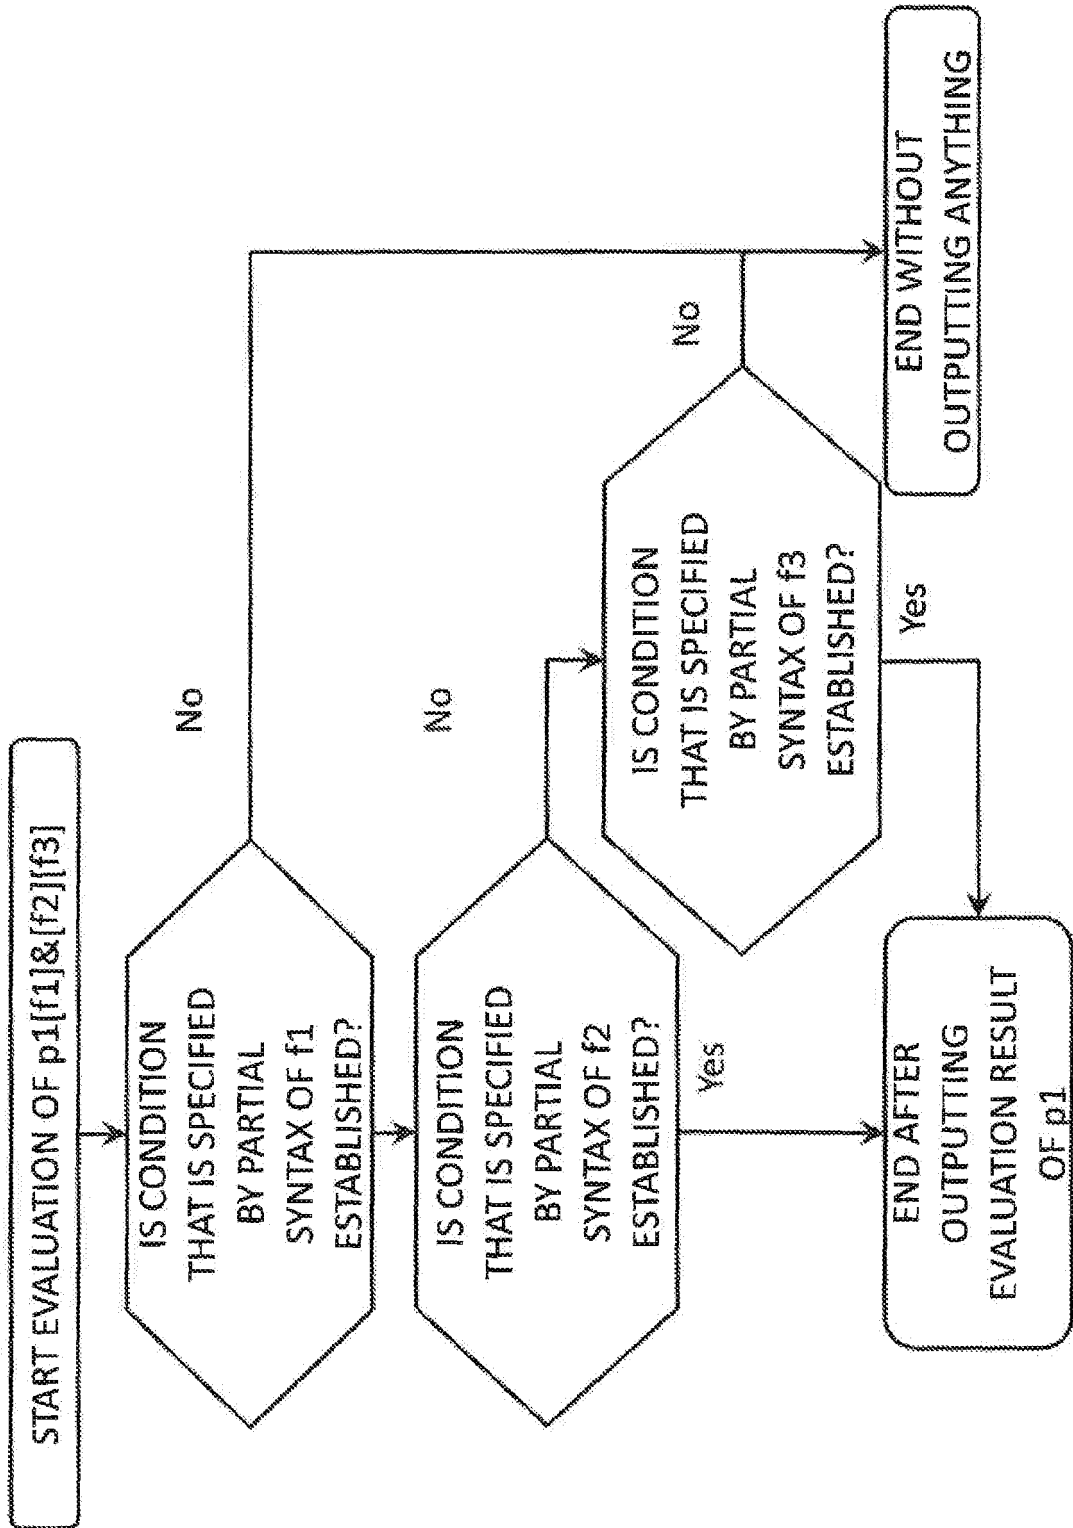 START EVALUATION OF p1[f1]&[f2][f3]
IS CONDITION
THAT IS SPECIFIED
BY PARTIAL
SYNTAX OF f1
ESTABLISHED?
No
IS CONDITION
THAT IS SPECIFIED
BY PARTIAL
SYNTAX OF f2
ESTABLISHED?
No
Yes
IS CONDITION
THAT IS SPECIFIED
BY PARTIAL
SYNTAX OF f3
ESTABLISHED?
No
Yes
END AFTER
OUTPUTTING
EVALUATION RESULT
OF p1
END WITHOUT
OUTPUTTING ANYTHING